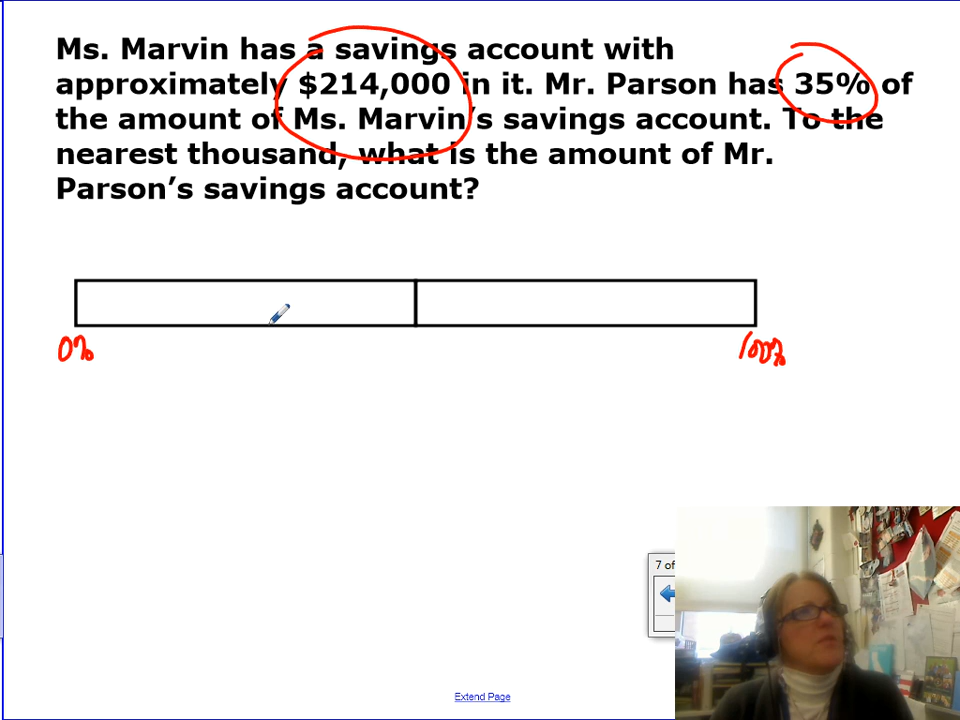 Ms. Marvin has a savings account with
approximately $214,000 in it. Mr. Parson has 35% of
the amount of Ms. Marvin's savings account. To the
nearest thousand, what is the amount of Mr.
Parson’s savings account?
0%
100%
7 of
Extend Page